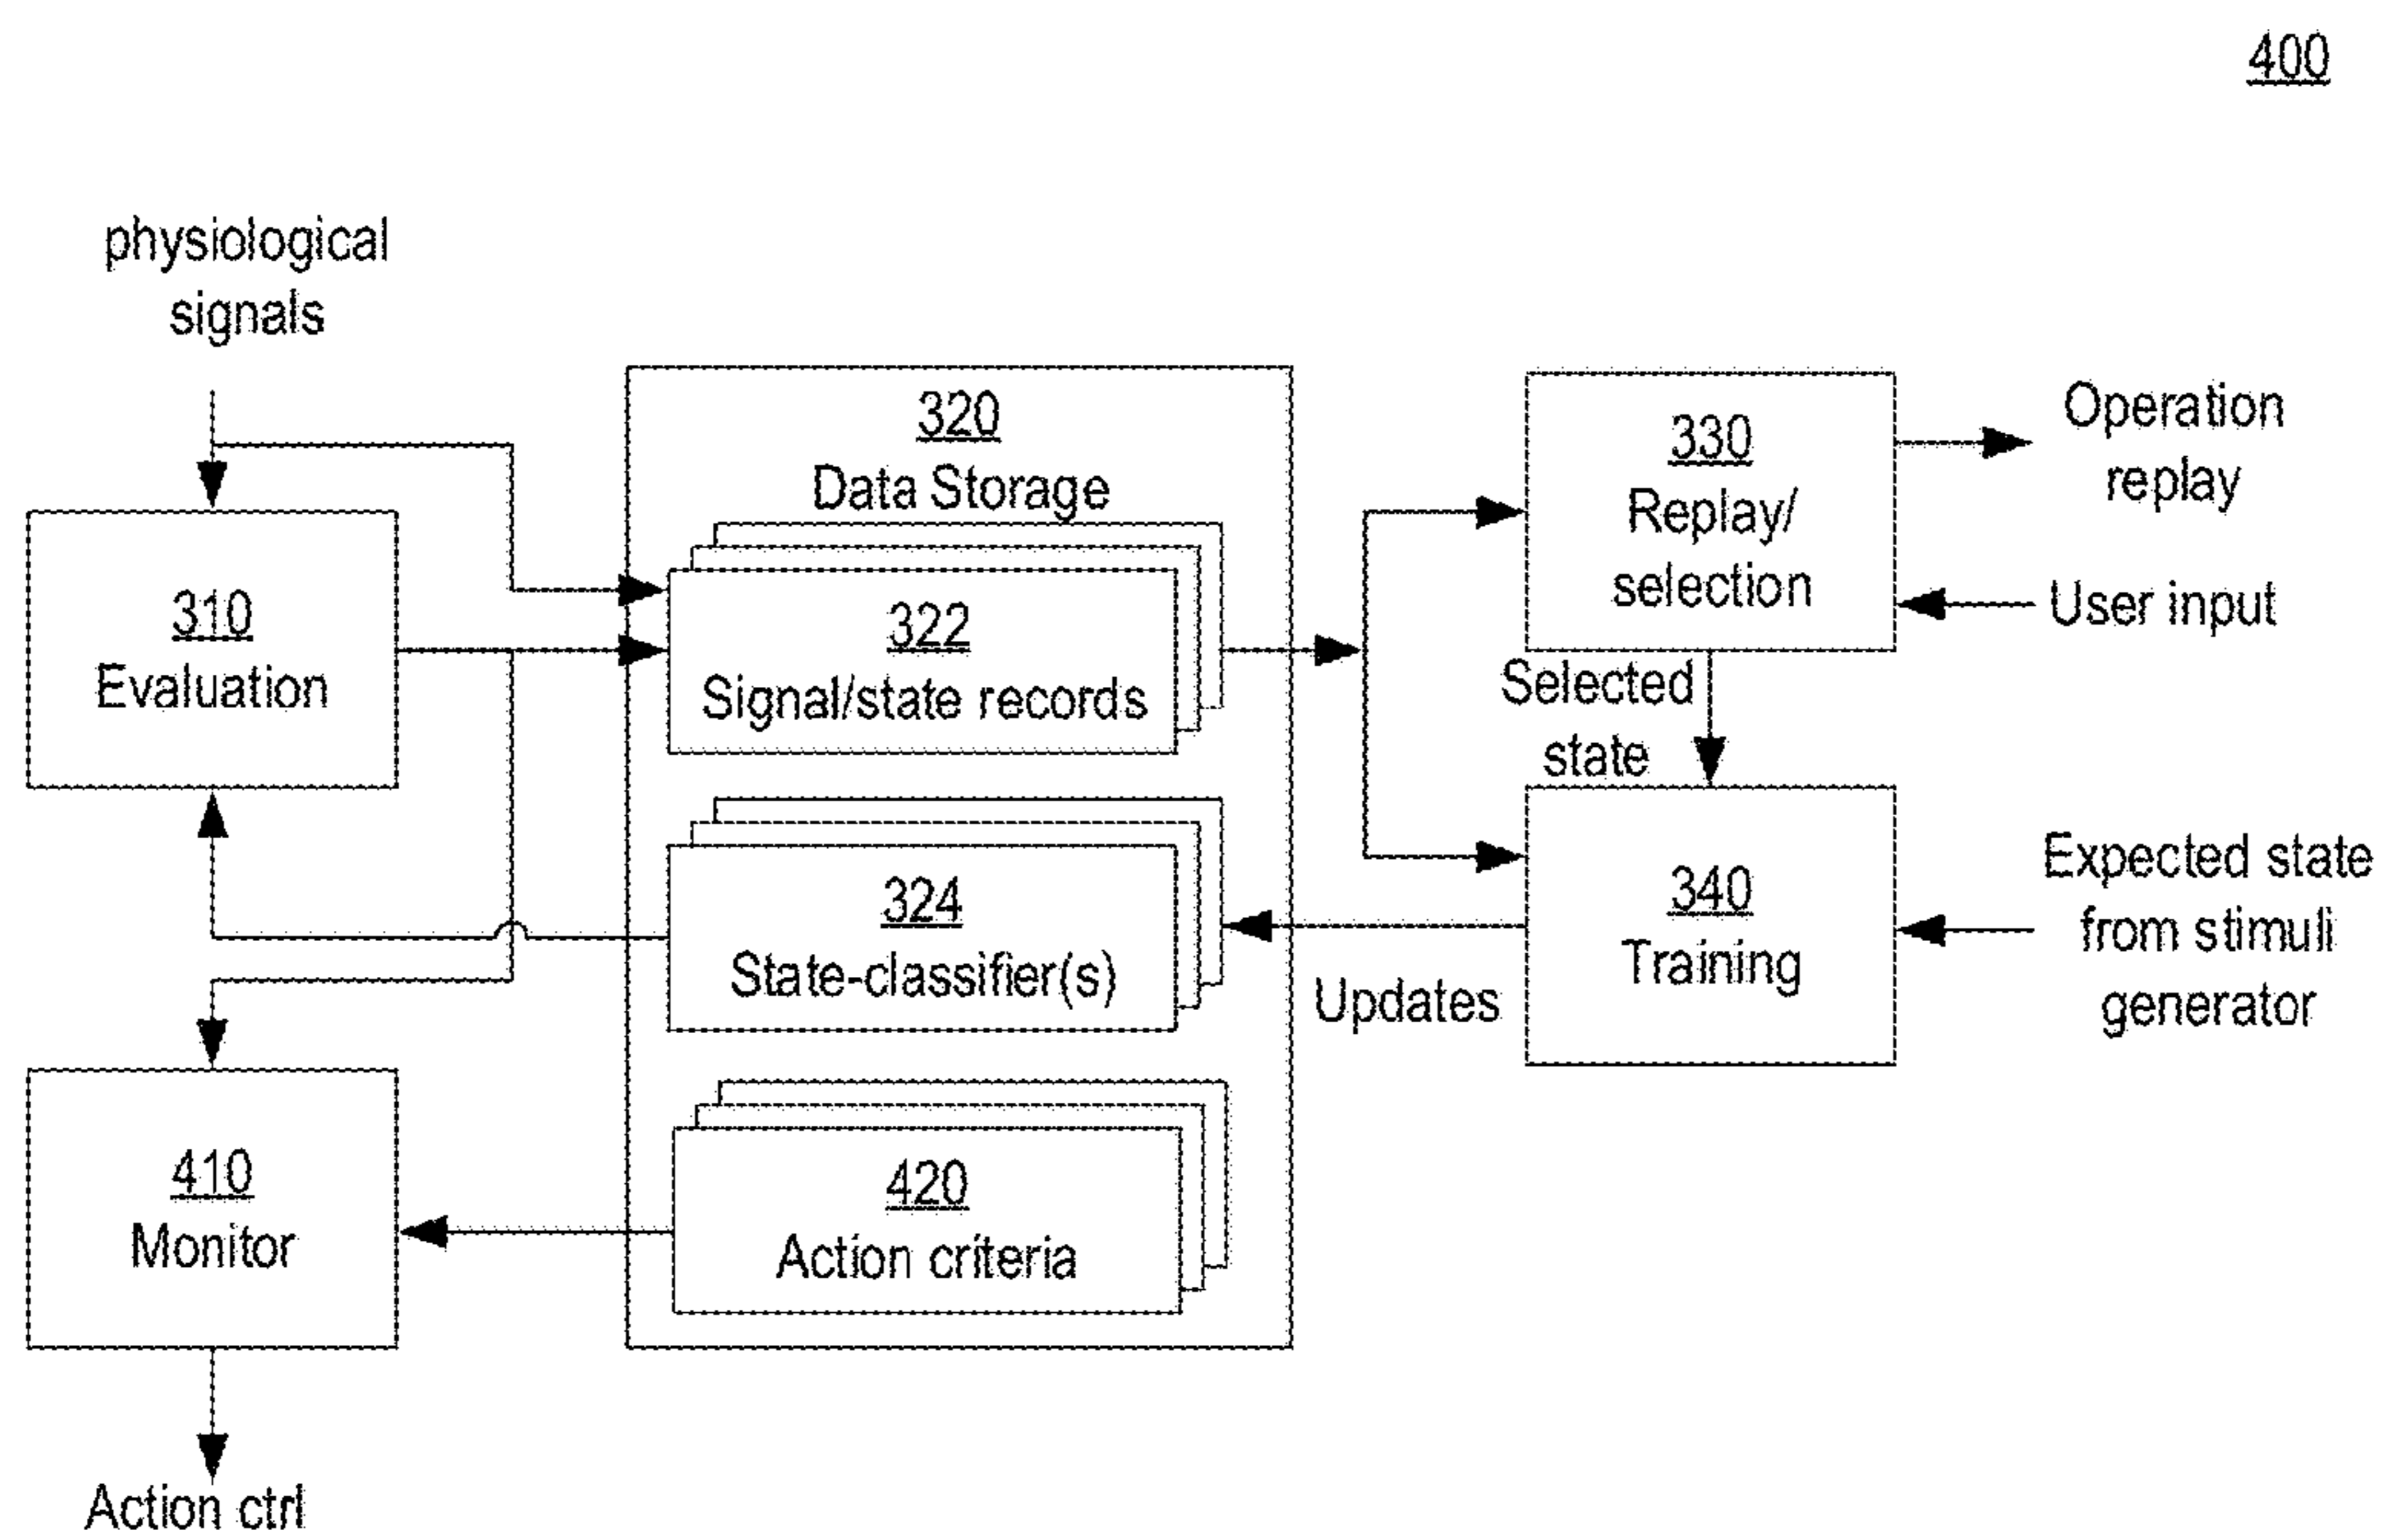 400
physiological
signals
320
Data Storage
330
Replay/
selection
Operation
replay
User input
310
Evaluation
322
Signal/state records
Selected
state
324
State-classifier(s)
Updates
340
Training
Expected state
from stimuli
generator
410
Monitor
420
Action criteria
Action ctrl